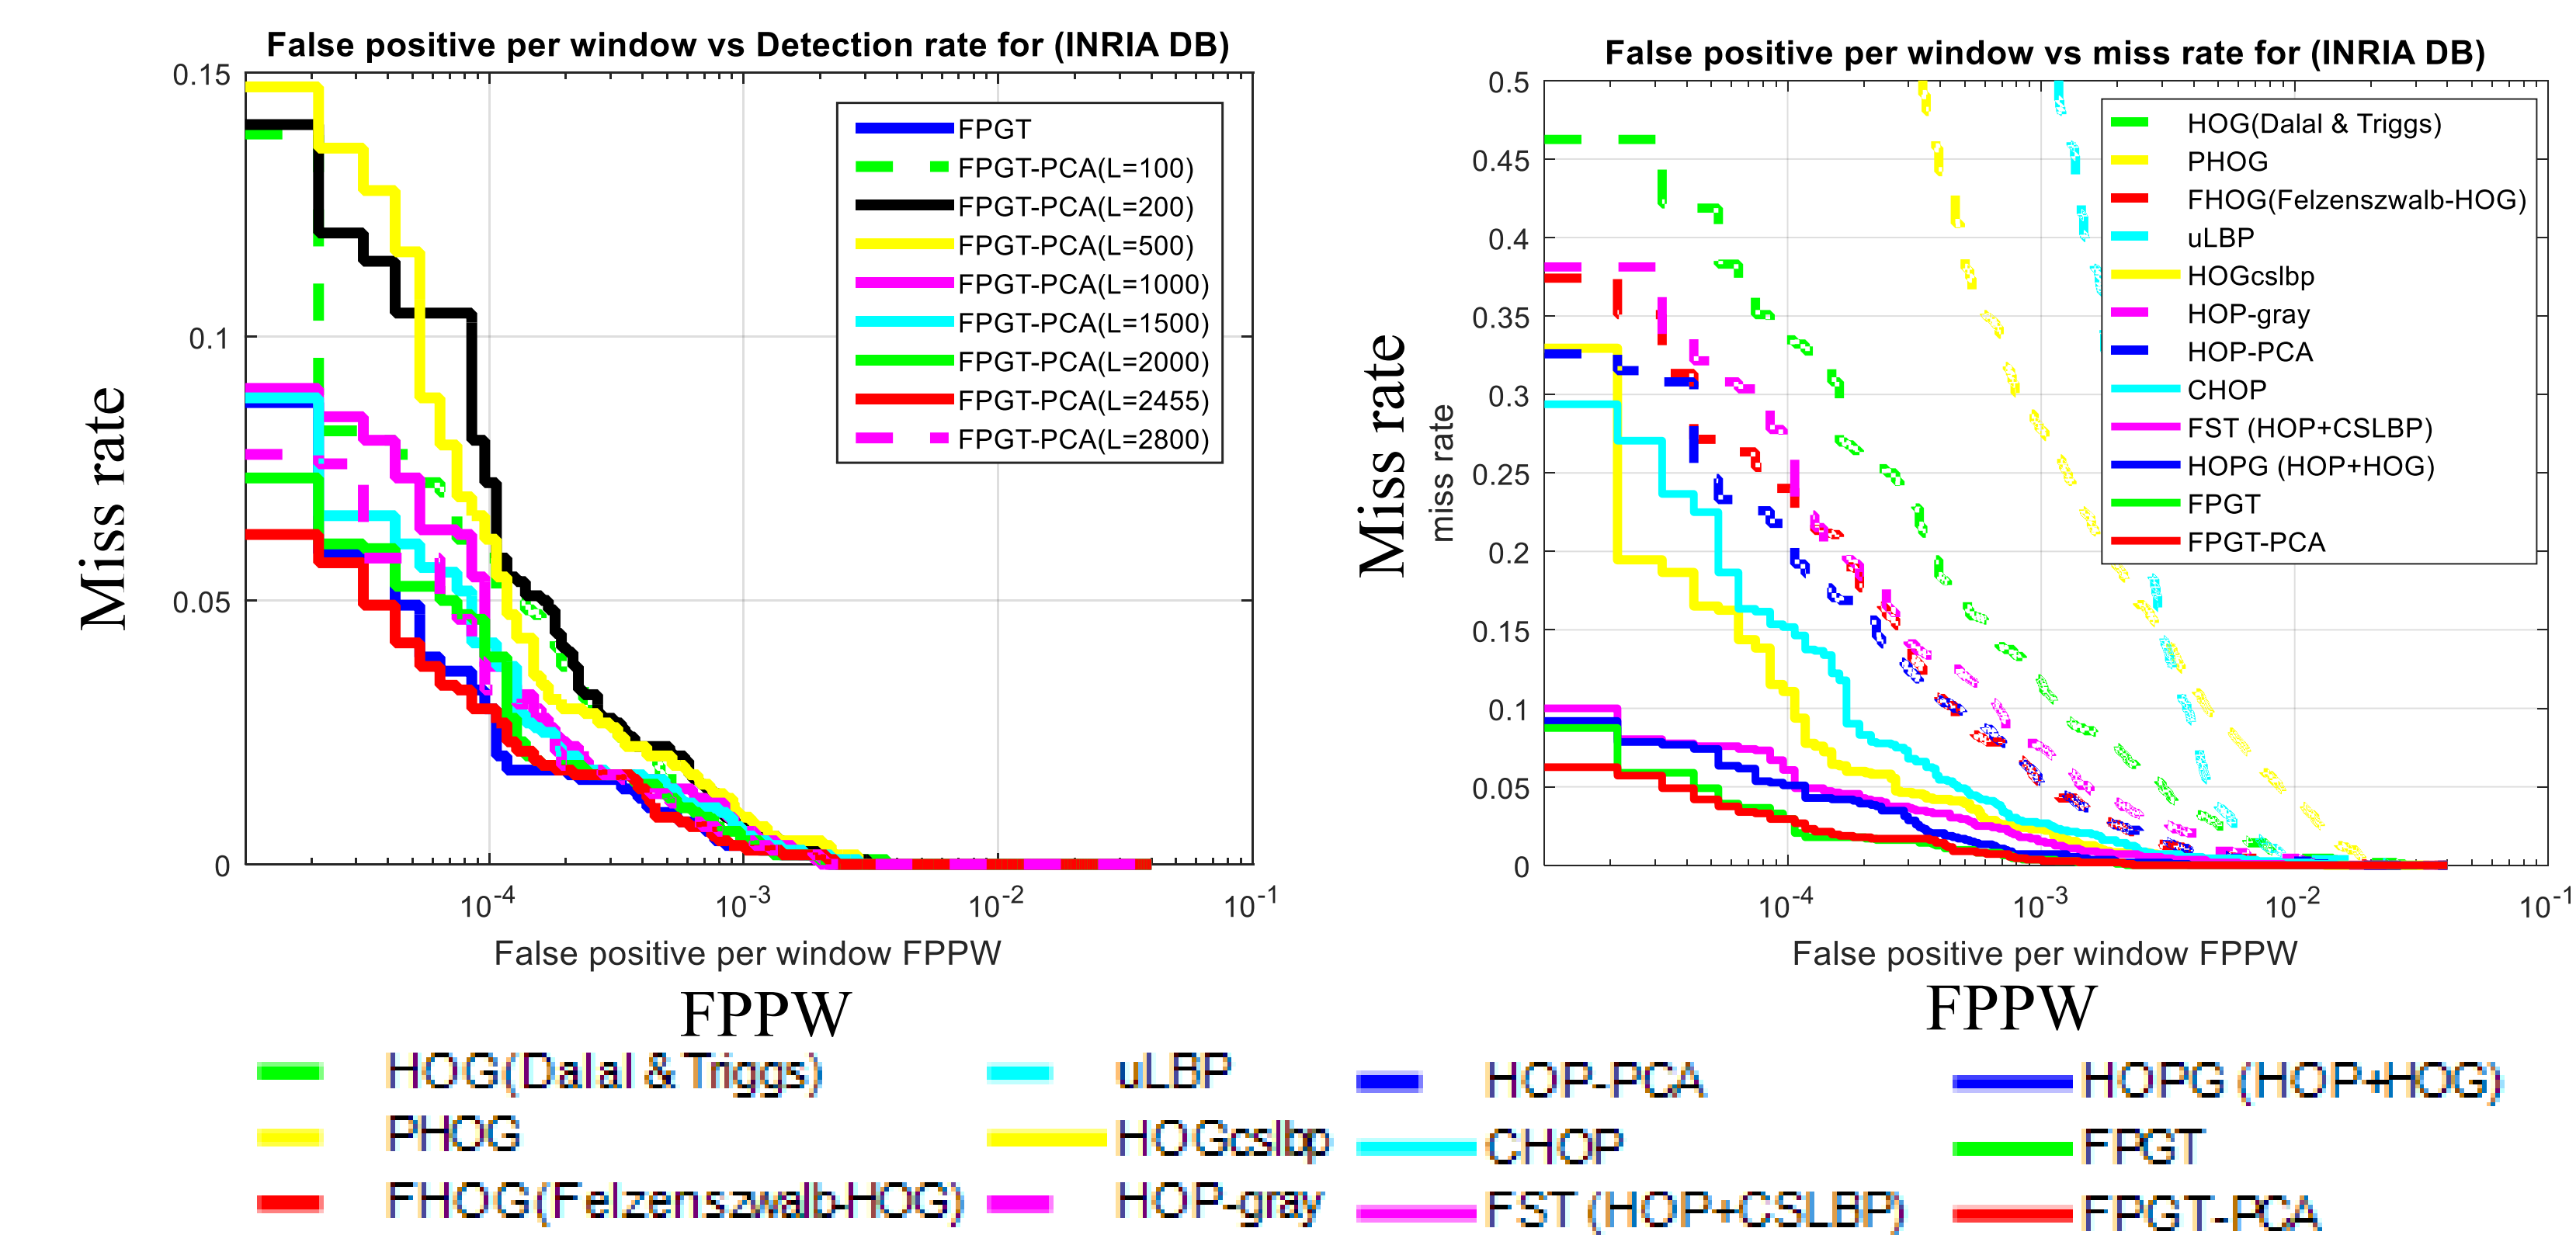 False positive per window vs Detection rate for (INRIA DB)
0.15
0.1
0.05
0
Miss rate
FPGT
FPGT-PCA(L=100)
FPGT-PCA(L=200)
FPGT-PCA(L=500)
FPGT-PCA(L=1000)
FPGT-PCA(L=1500)
FPGT-PCA(L=2000)
FPGT-PCA(L=2455)
FPGT-PCA(L=2800)
10-4 10-3 10-2 10-1
False positive per window FPPW
FPPW
False positive per window vs miss rate for (INRIA DB)
0.5
0.45
0.4
0.35
0.3
0.25
0.2
0.15
0.1
0.05
0
Miss rate
miss rate
HOG(Dalal & Triggs)
PHOG
FHOG(Felzenszwalb-HOG)
uLBP
HOGcslbp
HOP-gray
HOP-PCA
CHOP
FST (HOP+CSLBP)
HOPG (HOP+HOG)
FPGT
FPGT-PCA
10-4 10-3 10-2 10-1
False positive per window FPPW
FPPW
HOG(Dalal & Triggs)
PHOG
FHOG(Felzenszwalb-HOG)
uLBP
HOGcslbp
HOP-gray
HOP-PCA
CHOP
FST (HOP+CSLBP)
HOPG (HOP+HOG)
FPGT
FPGT-PCA